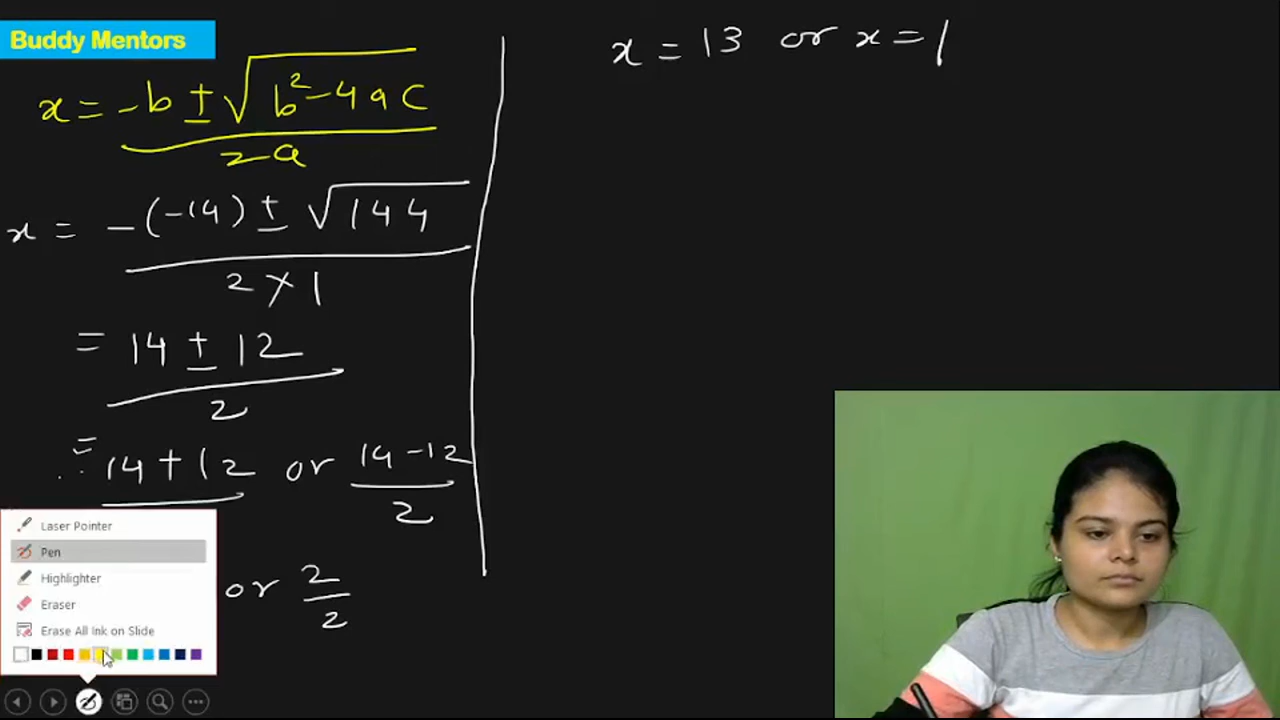 Buddy Mentors
x = -b ± √b²-4ac
2a
x = -(-14) ± √144
2 × 1
= 14 ± 12
2
= 14+12 or 14-12
2
or 2
2
x = 13 or x = 1
Laser Pointer
Pen
Highlighter
Eraser
Erase All Ink on Slide